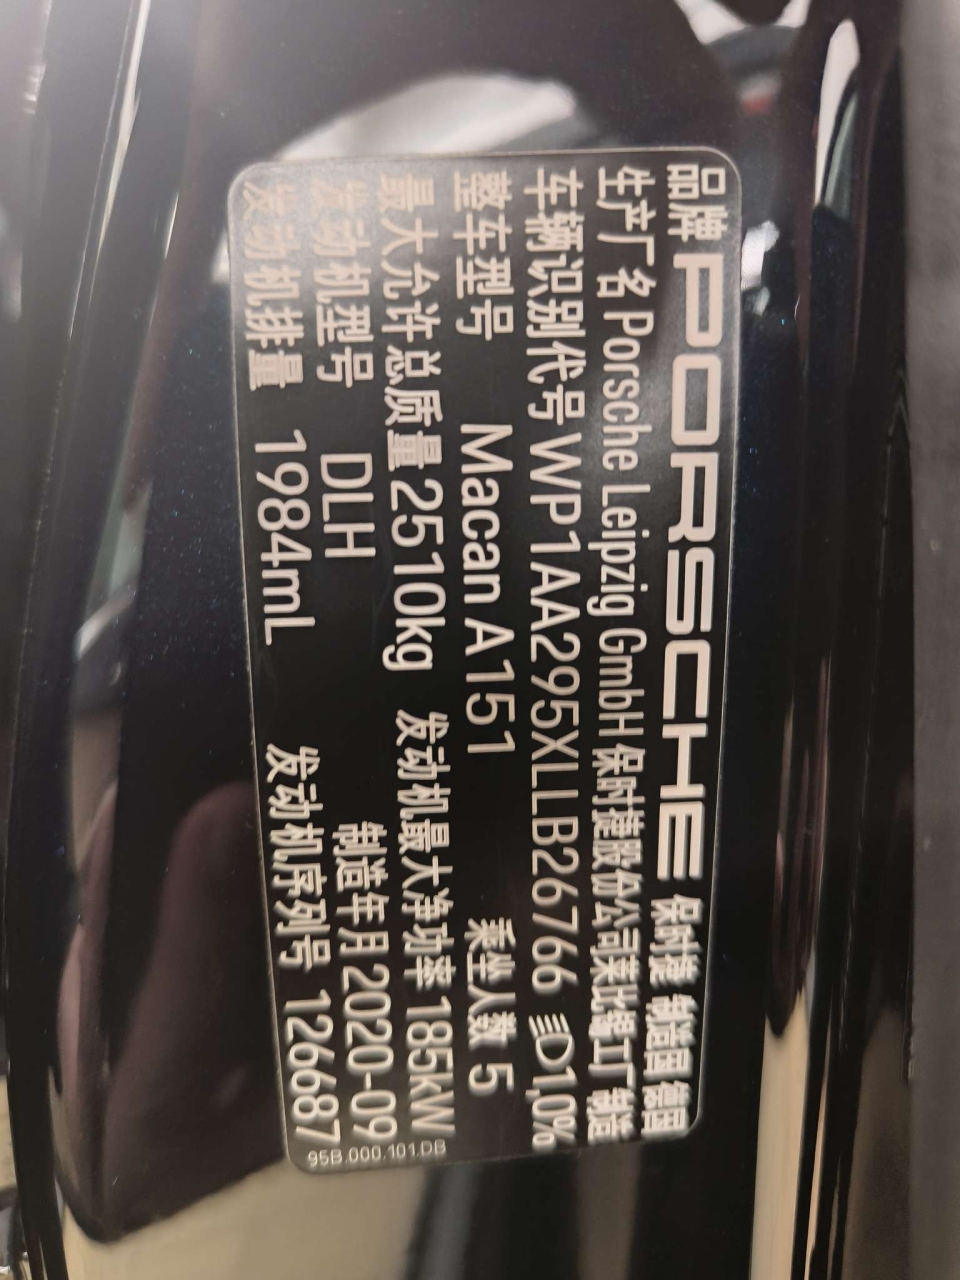 品牌 PORSCHE 保时捷 制造国 德国
生产厂名 Porsche Leipzig GmbH 保时捷股份公司莱比锡工厂制造
车辆识别代号 WP1AA295XLLB26766 1,0%
整车型号 Macan A151 乘坐人数 5
最大允许总质量 2510kg 发动机最大净功率 185kW
发动机型号 DLH 制造年月 2020-09
发动机排量 1984mL 发动机序列号 126687
95B.000.101.DB